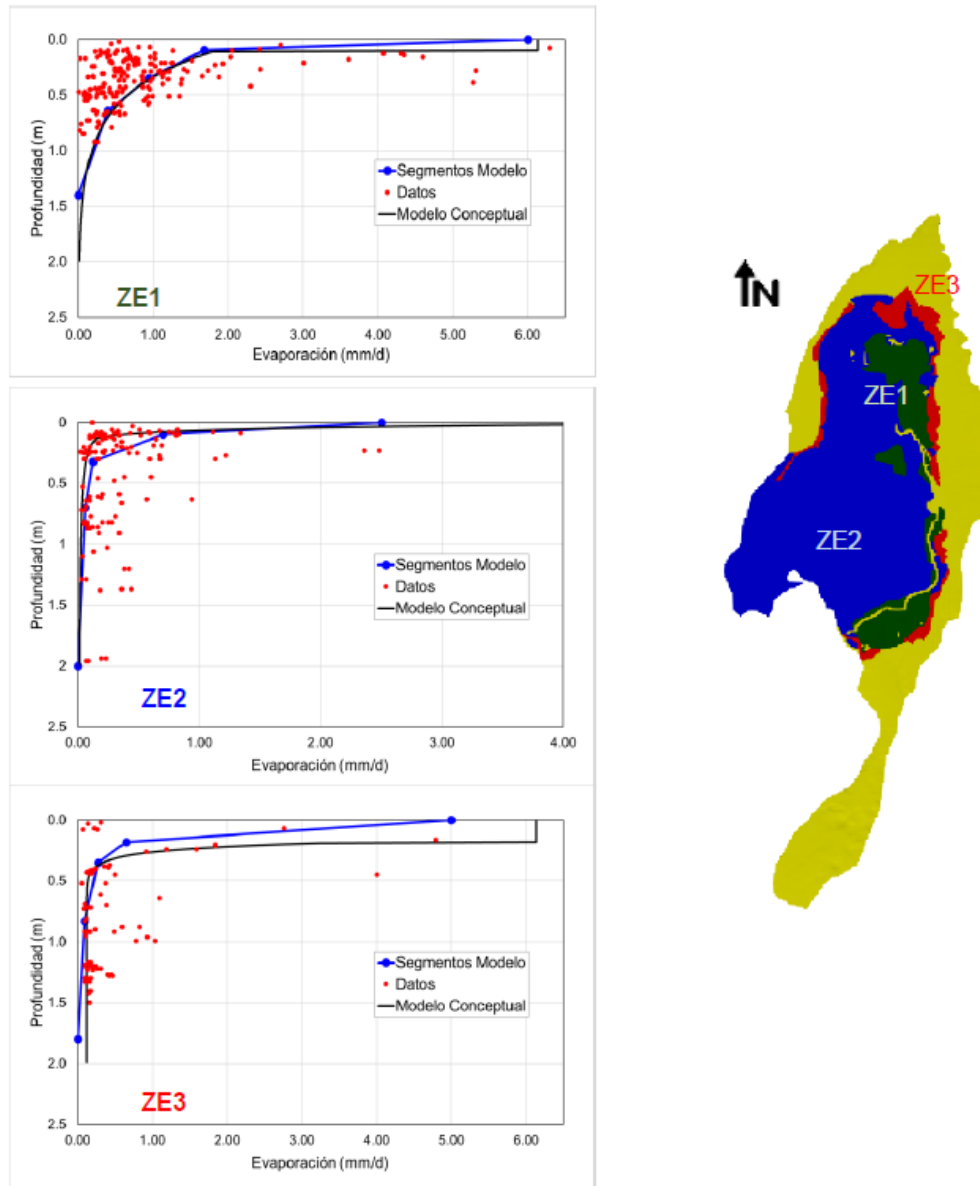 0.0
0.5
1.0
1.5
2.0
2.5
Profundidad (m)
Segmentos Modelo
Datos
Modelo Conceptual
ZE1
0.00 1.00 2.00 3.00 4.00 5.00 6.00
Evaporación (mm/d)
0
0.5
1
1.5
2
2.5
Profundidad (m)
Segmentos Modelo
Datos
Modelo Conceptual
ZE2
0.00 1.00 2.00 3.00 4.00
Evaporación (mm/d)
0.0
0.5
1.0
1.5
2.0
2.5
Profundidad (m)
Segmentos Modelo
Datos
Modelo Conceptual
ZE3
0.00 1.00 2.00 3.00 4.00 5.00 6.00
Evaporación (mm/d)
N
ZE3
ZE1
ZE2